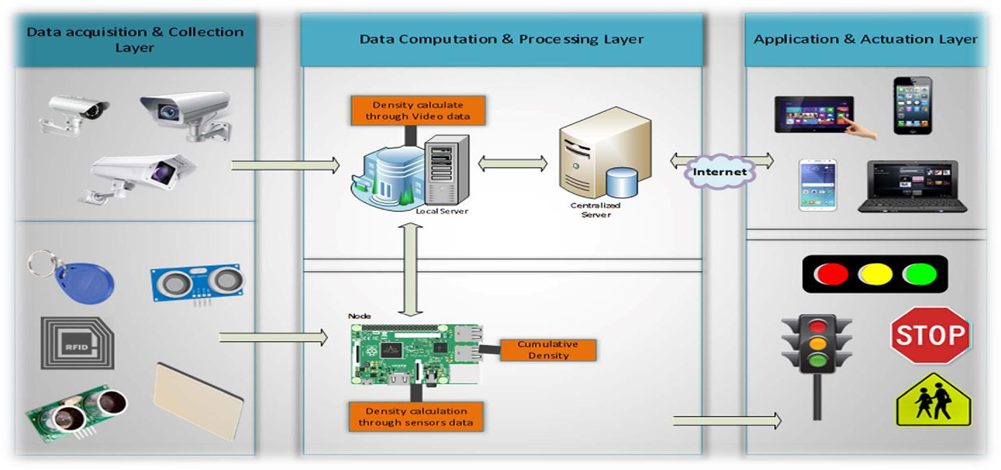 Data acquisition & Collection
Layer
Data Computation & Processing Layer
Application & Actuation Layer
Density calculate
through Video data
Local Server
Centralized
Server
Internet
Node
RFID
Cumulative
Density
Density calculation
through sensors data
STOP